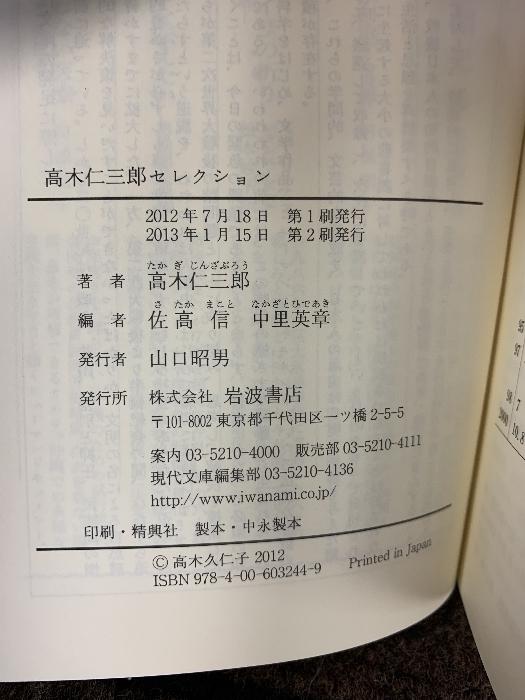 高木仁三郎セレクション
2012年7月18日 第1刷発行
2013年1月15日 第2刷発行
たかぎじんざぶろう
著者 高木仁三郎
さたかまこと なかざとひであき
編者 佐高信 中里英章
発行者 山口昭男
発行所 株式会社 岩波書店
〒101-8002 東京都千代田区一ツ橋 2-5-5
案内 03-5210-4000 販売部 03-5210-4111
現代文庫編集部 03-5210-4136
http://www.iwanami.co.jp/
印刷・精興社 製本・中永製本
Ⓒ 高木久仁子 2012
ISBN 978-4-00-603244-9 Printed in Japan